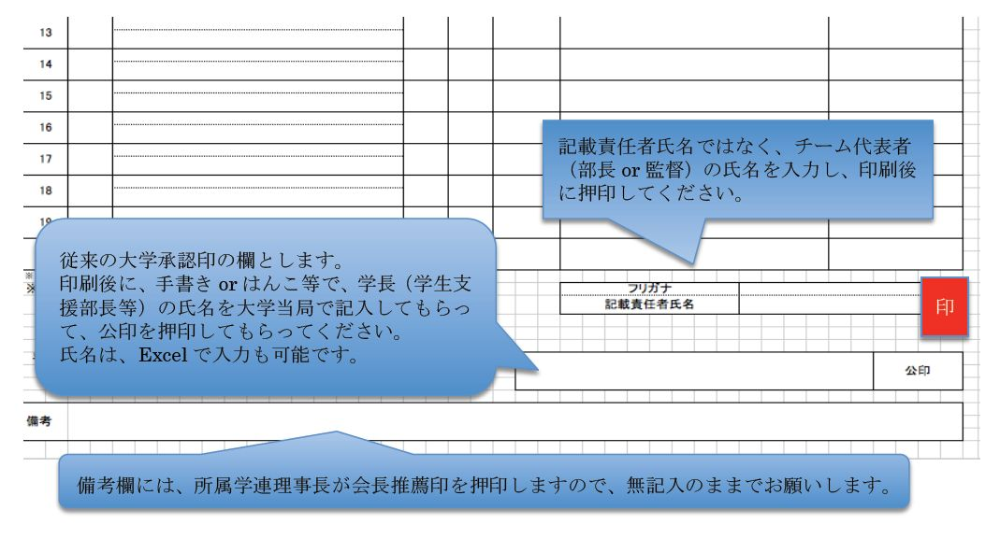 13
14
15
16
17
18
19
記載責任者氏名ではなく、チーム代表者
（部長 or 監督）の氏名を入力し、印刷後
に押印してください。
従来の大学承認印の欄とします。
印刷後に、手書き or はんこ等で、学長（学生支
援部長等）の氏名を大学当局で記入してもらっ
て、公印を押印してもらってください。
氏名は、Excel で入力も可能です。
※
※
フリガナ
記載責任者氏名
印
公印
備考
備考欄には、所属学連理事長が会長推薦印を押印しますので、無記入のままでお願いします。